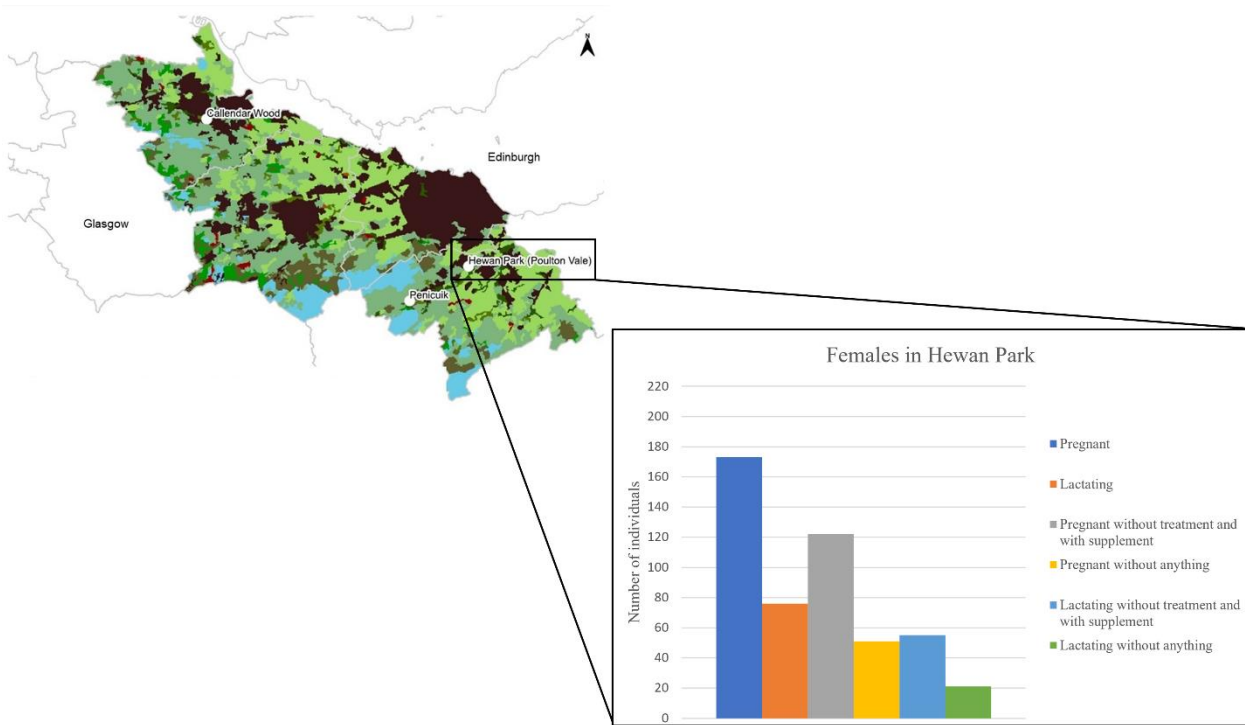 N
Callendar Wood
Edinburgh
Glasgow
Hewan Park (Poulton Vale)
Penicuik
Females in Hewan Park
Number of individuals
220
200
180
160
140
120
100
80
60
40
20
0
Pregnant
Lactating
Pregnant without treatment and
with supplement
Pregnant without anything
Lactating without treatment and
with supplement
Lactating without anything